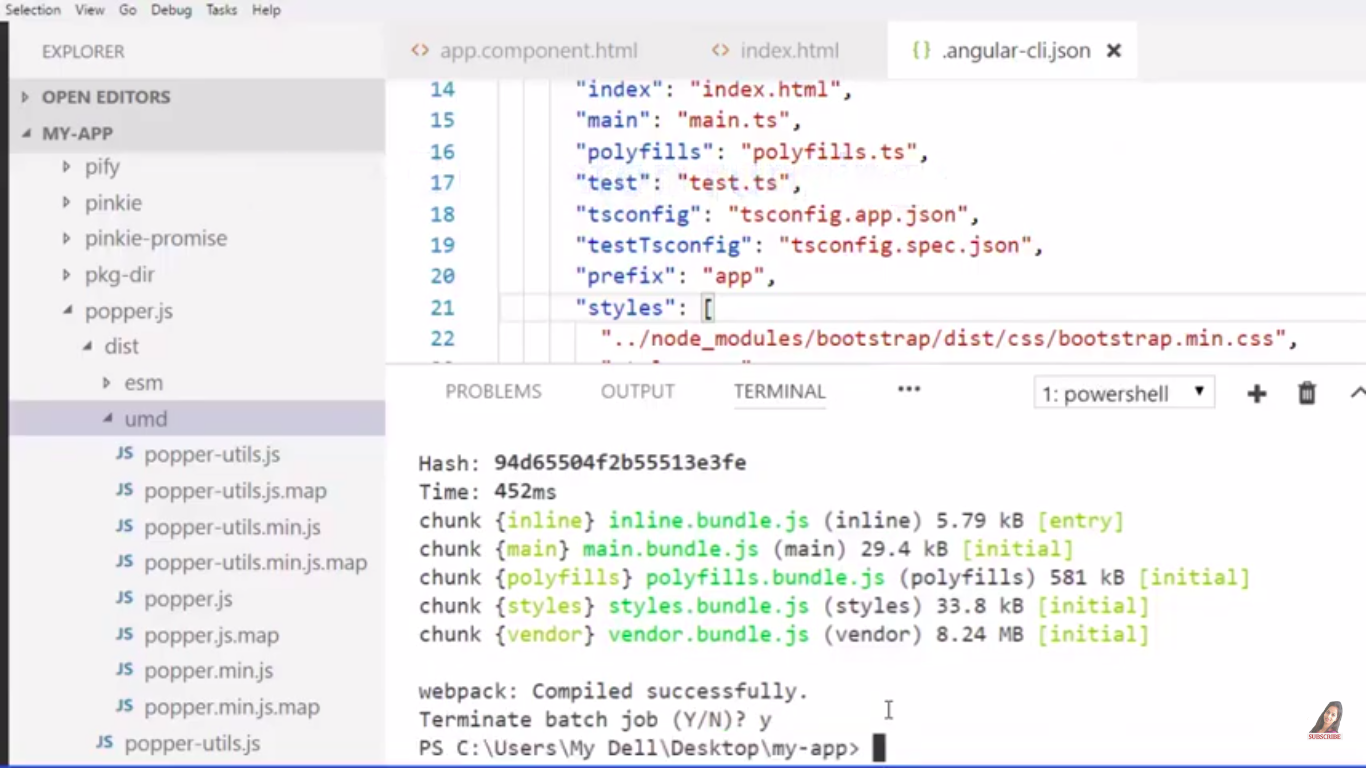 Selection View Go Debug Tasks Help
EXPLORER
OPEN EDITORS
MY-APP
pify
pinkie
pinkie-promise
pkg-dir
popper.js
dist
esm
umd
JS popper-utils.js
JS popper-utils.js.map
JS popper-utils.min.js
JS popper-utils.min.js.map
JS popper.js
JS popper.js.map
JS popper.min.js
JS popper.min.js.map
JS popper-utils.js
<> app.component.html <> index.html {} .angular-cli.json ×
14 "index": "index.html",
15 "main": "main.ts",
16 "polyfills": "polyfills.ts",
17 "test": "test.ts",
18 "tsconfig": "tsconfig.app.json",
19 "testTsconfig": "tsconfig.spec.json",
20 "prefix": "app",
21 "styles": [
22 "../node_modules/bootstrap/dist/css/bootstrap.min.css",
PROBLEMS OUTPUT TERMINAL ••• 1: powershell
Hash: 94d65504f2b55513e3fe
Time: 452ms
chunk {inline} inline.bundle.js (inline) 5.79 kB [entry]
chunk {main} main.bundle.js (main) 29.4 kB [initial]
chunk {polyfills} polyfills.bundle.js (polyfills) 581 kB [initial]
chunk {styles} styles.bundle.js (styles) 33.8 kB [initial]
chunk {vendor} vendor.bundle.js (vendor) 8.24 MB [initial]
webpack: Compiled successfully.
Terminate batch job (Y/N)? y
PS C:\Users\My Dell\Desktop\my-app>
SUBSCRIBE